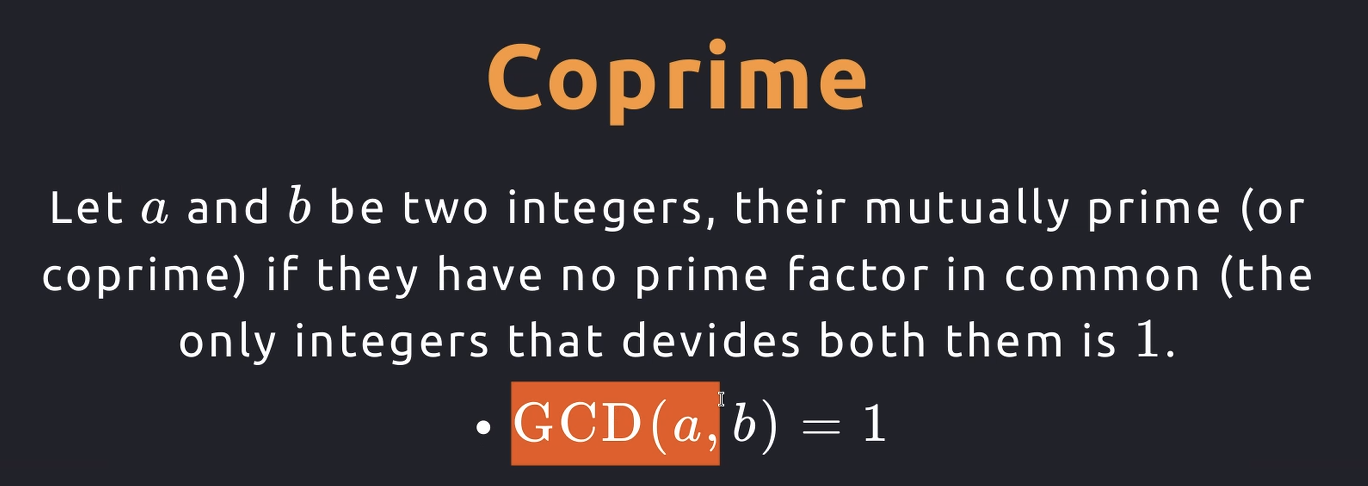 Coprime
Let a and b be two integers, their mutually prime (or
coprime) if they have no prime factor in common (the
only integers that devides both them is 1.
• GCD(a, b) = 1